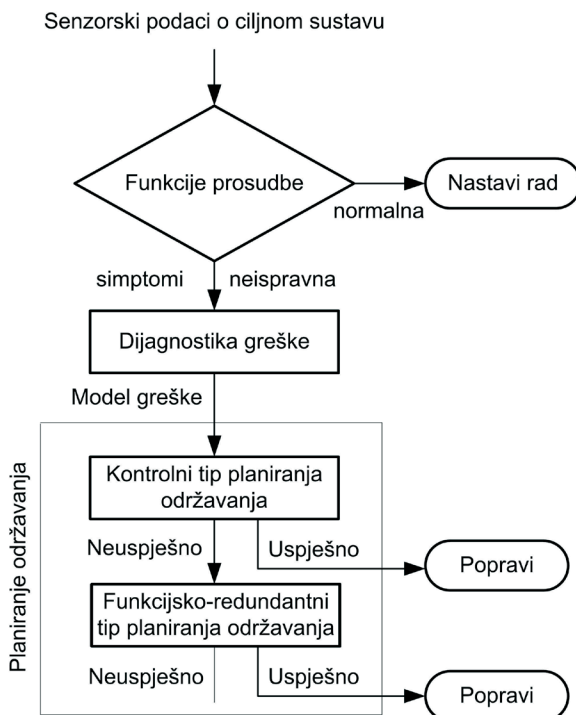 Senzorski podaci o ciljnom sustavu
Funkcije prosudbe
Nastavi rad
normalna
simptomi
neispravna
Dijagnostika greške
Model greške
Planiranje održavanja
Kontrolni tip planiranja
održavanja
Neuspješno
Uspješno
Popravi
Funkcijsko-redundantni
tip planiranja održavanja
Neuspješno
Uspješno
Popravi